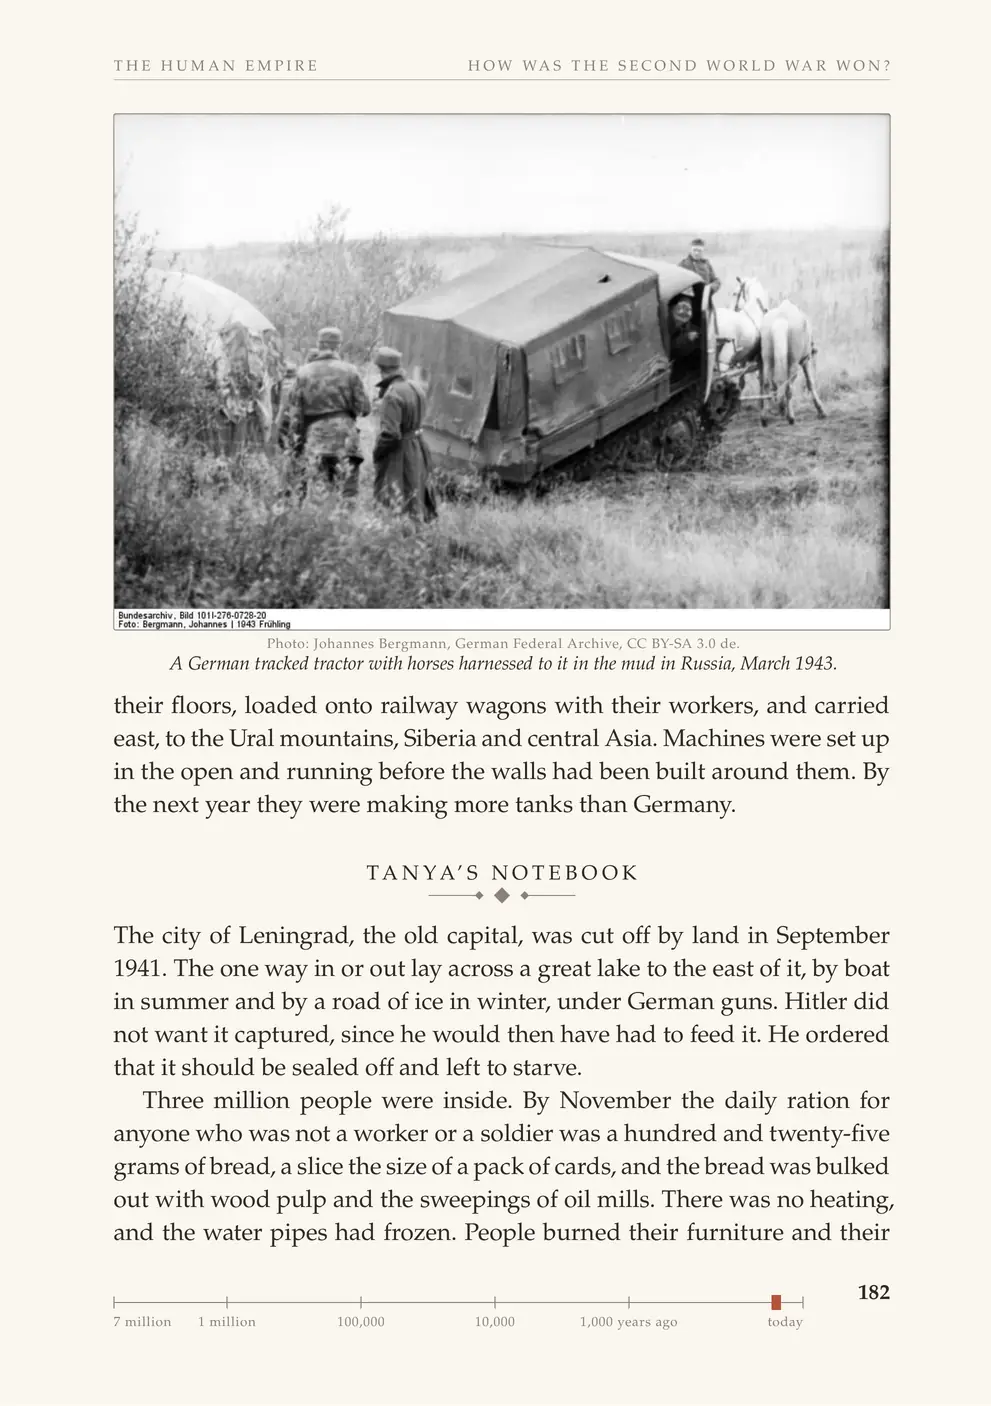 THE HUMAN EMPIRE
HOW WAS THE SECOND WORLD WAR WON?
Bundesarchiv, Bild 101I-276-0728-20
Foto: Bergmann, Johannes | 1943 Frühling
Photo: Johannes Bergmann, German Federal Archive, CC BY-SA 3.0 de.
A German tracked tractor with horses harnessed to it in the mud in Russia, March 1943.
their floors, loaded onto railway wagons with their workers, and carried
east, to the Ural mountains, Siberia and central Asia. Machines were set up
in the open and running before the walls had been built around them. By
the next year they were making more tanks than Germany.
TANYA’S NOTEBOOK
The city of Leningrad, the old capital, was cut off by land in September
1941. The one way in or out lay across a great lake to the east of it, by boat
in summer and by a road of ice in winter, under German guns. Hitler did
not want it captured, since he would then have had to feed it. He ordered
that it should be sealed off and left to starve.
Three million people were inside. By November the daily ration for
anyone who was not a worker or a soldier was a hundred and twenty-five
grams of bread, a slice the size of a pack of cards, and the bread was bulked
out with wood pulp and the sweepings of oil mills. There was no heating,
and the water pipes had frozen. People burned their furniture and their
182
7 million 1 million 100,000 10,000 1,000 years ago today